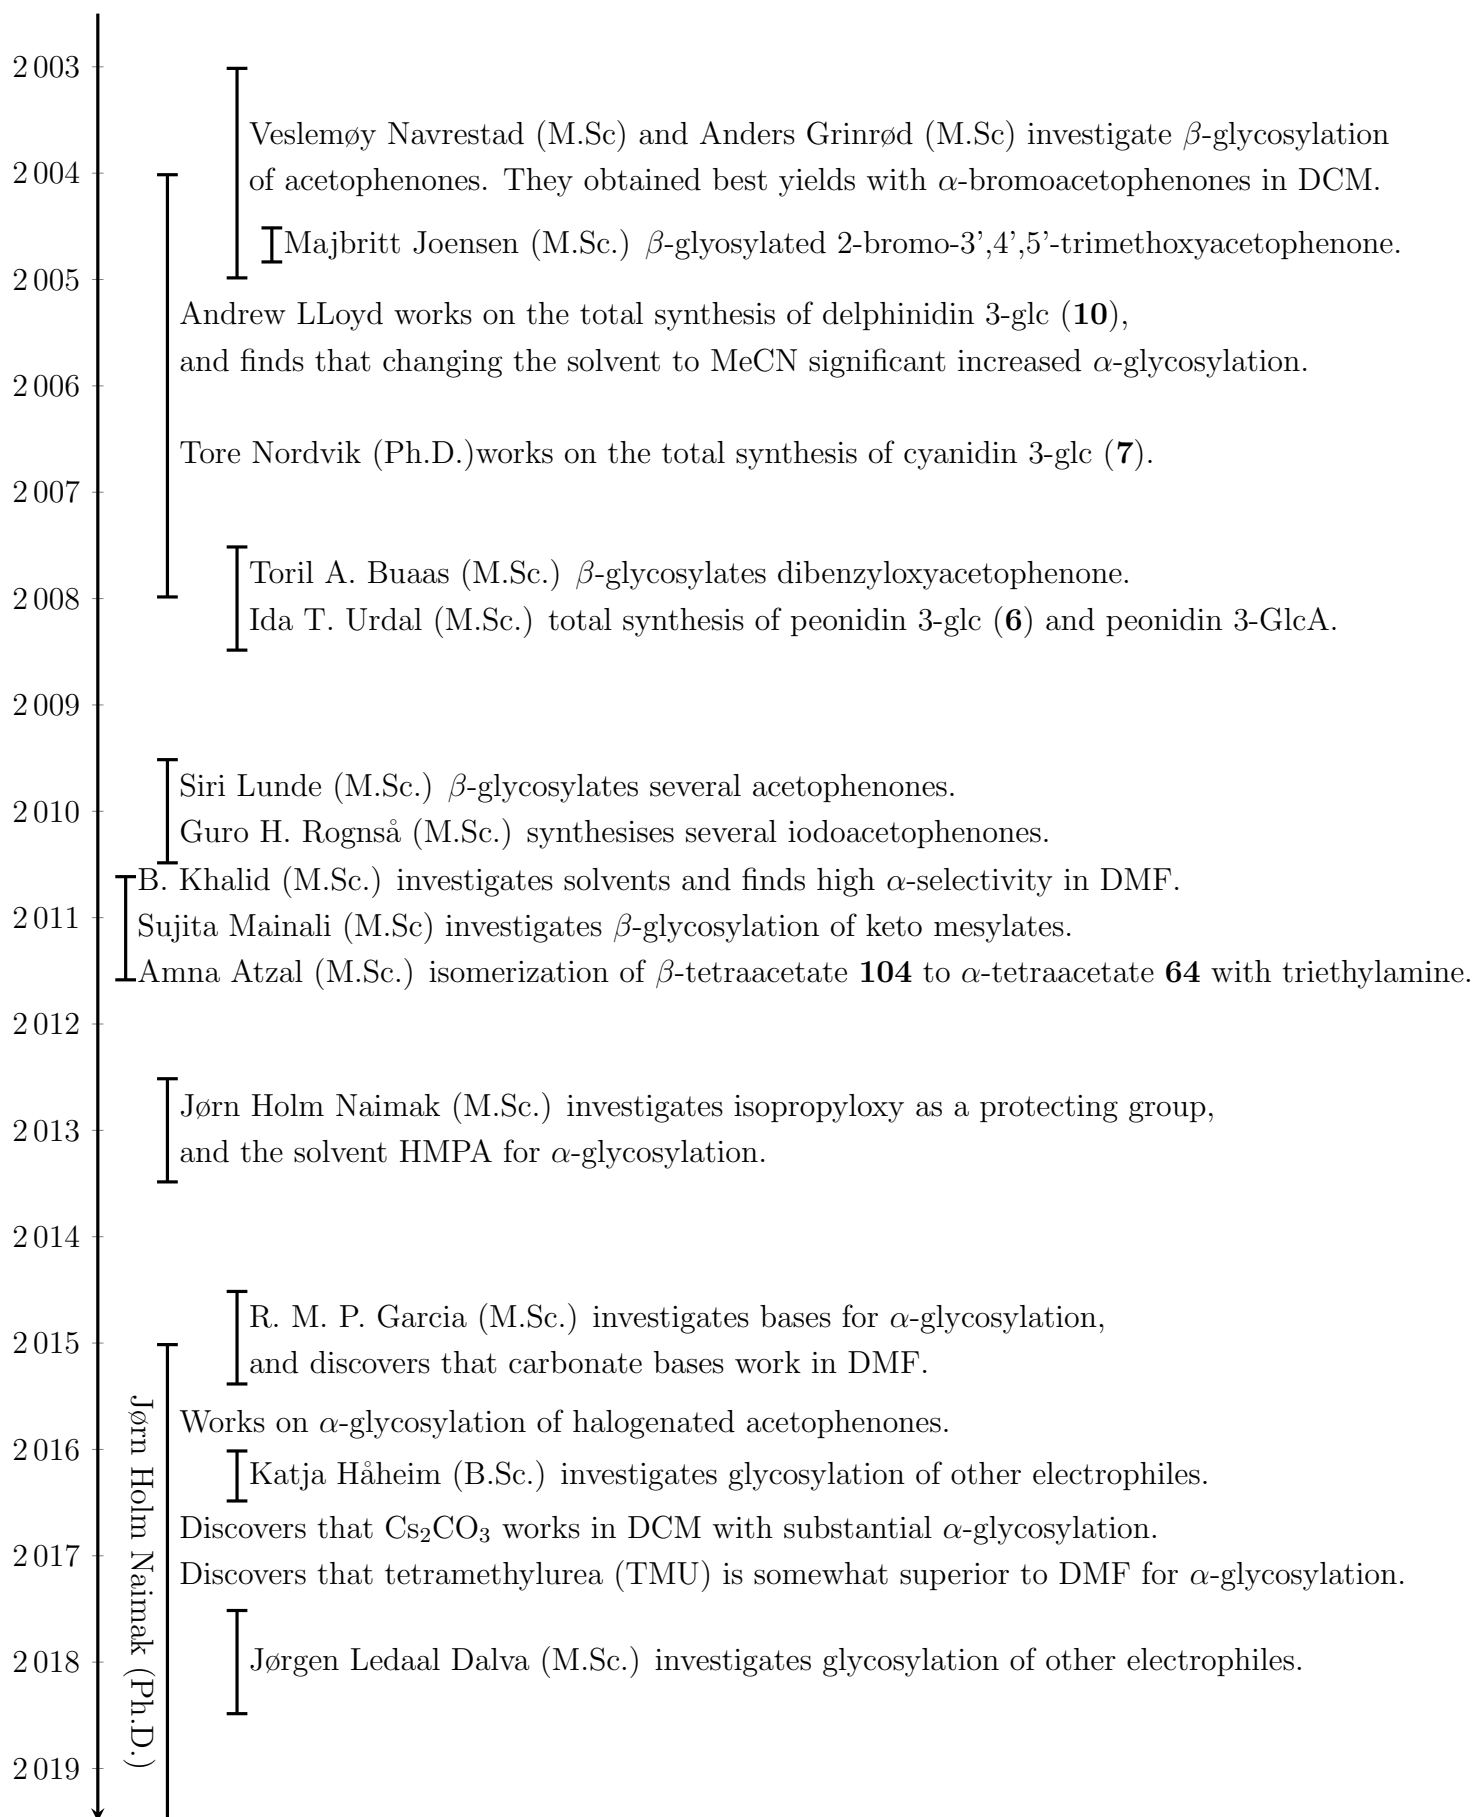 2003
Veslemøy Navrestad (M.Sc) and Anders Grinrød (M.Sc) investigate β-glycosylation
2004
of acetophenones. They obtained best yields with α-bromoacetophenones in DCM.
Majbritt Joensen (M.Sc.) β-glyosylated 2-bromo-3',4',5'-trimethoxyacetophenone.
2005
Andrew LLoyd works on the total synthesis of delphinidin 3-glc (10),
and finds that changing the solvent to MeCN significant increased α-glycosylation.
2006
Tore Nordvik (Ph.D.)works on the total synthesis of cyanidin 3-glc (7).
2007
Toril A. Buaas (M.Sc.) β-glycosylates dibenzyloxyacetophenone.
2008
Ida T. Urdal (M.Sc.) total synthesis of peonidin 3-glc (6) and peonidin 3-GlcA.
2009
Siri Lunde (M.Sc.) β-glycosylates several acetophenones.
2010
Guro H. Rognså (M.Sc.) synthesises several iodoacetophenones.
B. Khalid (M.Sc.) investigates solvents and finds high α-selectivity in DMF.
2011
Sujita Mainali (M.Sc) investigates β-glycosylation of keto mesylates.
Amna Atzal (M.Sc.) isomerization of β-tetraacetate 104 to α-tetraacetate 64 with triethylamine.
2012
Jørn Holm Naimak (M.Sc.) investigates isopropyloxy as a protecting group,
2013
and the solvent HMPA for α-glycosylation.
2014
R. M. P. Garcia (M.Sc.) investigates bases for α-glycosylation,
2015
and discovers that carbonate bases work in DMF.
Jørn Holm Naimak (Ph.D.)
Works on α-glycosylation of halogenated acetophenones.
2016
Katja Håheim (B.Sc.) investigates glycosylation of other electrophiles.
Discovers that Cs₂CO₃ works in DCM with substantial α-glycosylation.
2017
Discovers that tetramethylurea (TMU) is somewhat superior to DMF for α-glycosylation.
2018
Jørgen Ledaal Dalva (M.Sc.) investigates glycosylation of other electrophiles.
2019